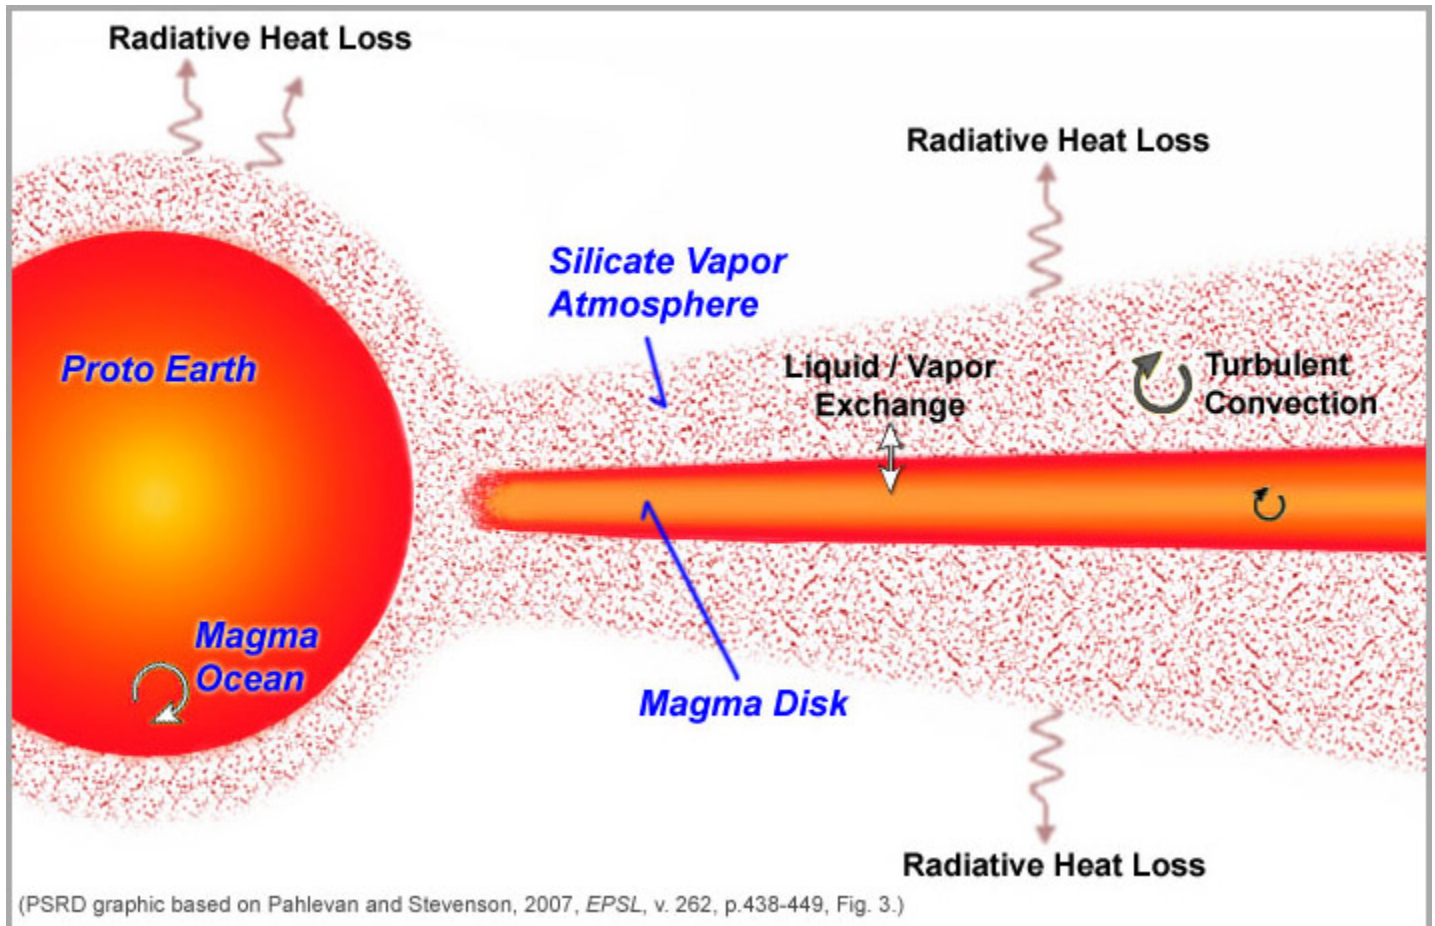 Radiative Heat Loss
Radiative Heat Loss
Silicate Vapor
Atmosphere
Proto Earth
Liquid / Vapor
Exchange
Turbulent
Convection
Magma
Ocean
Magma Disk
Radiative Heat Loss
(PSRD graphic based on Pahlevan and Stevenson, 2007, EPSL, v. 262, p.438-449, Fig. 3.)